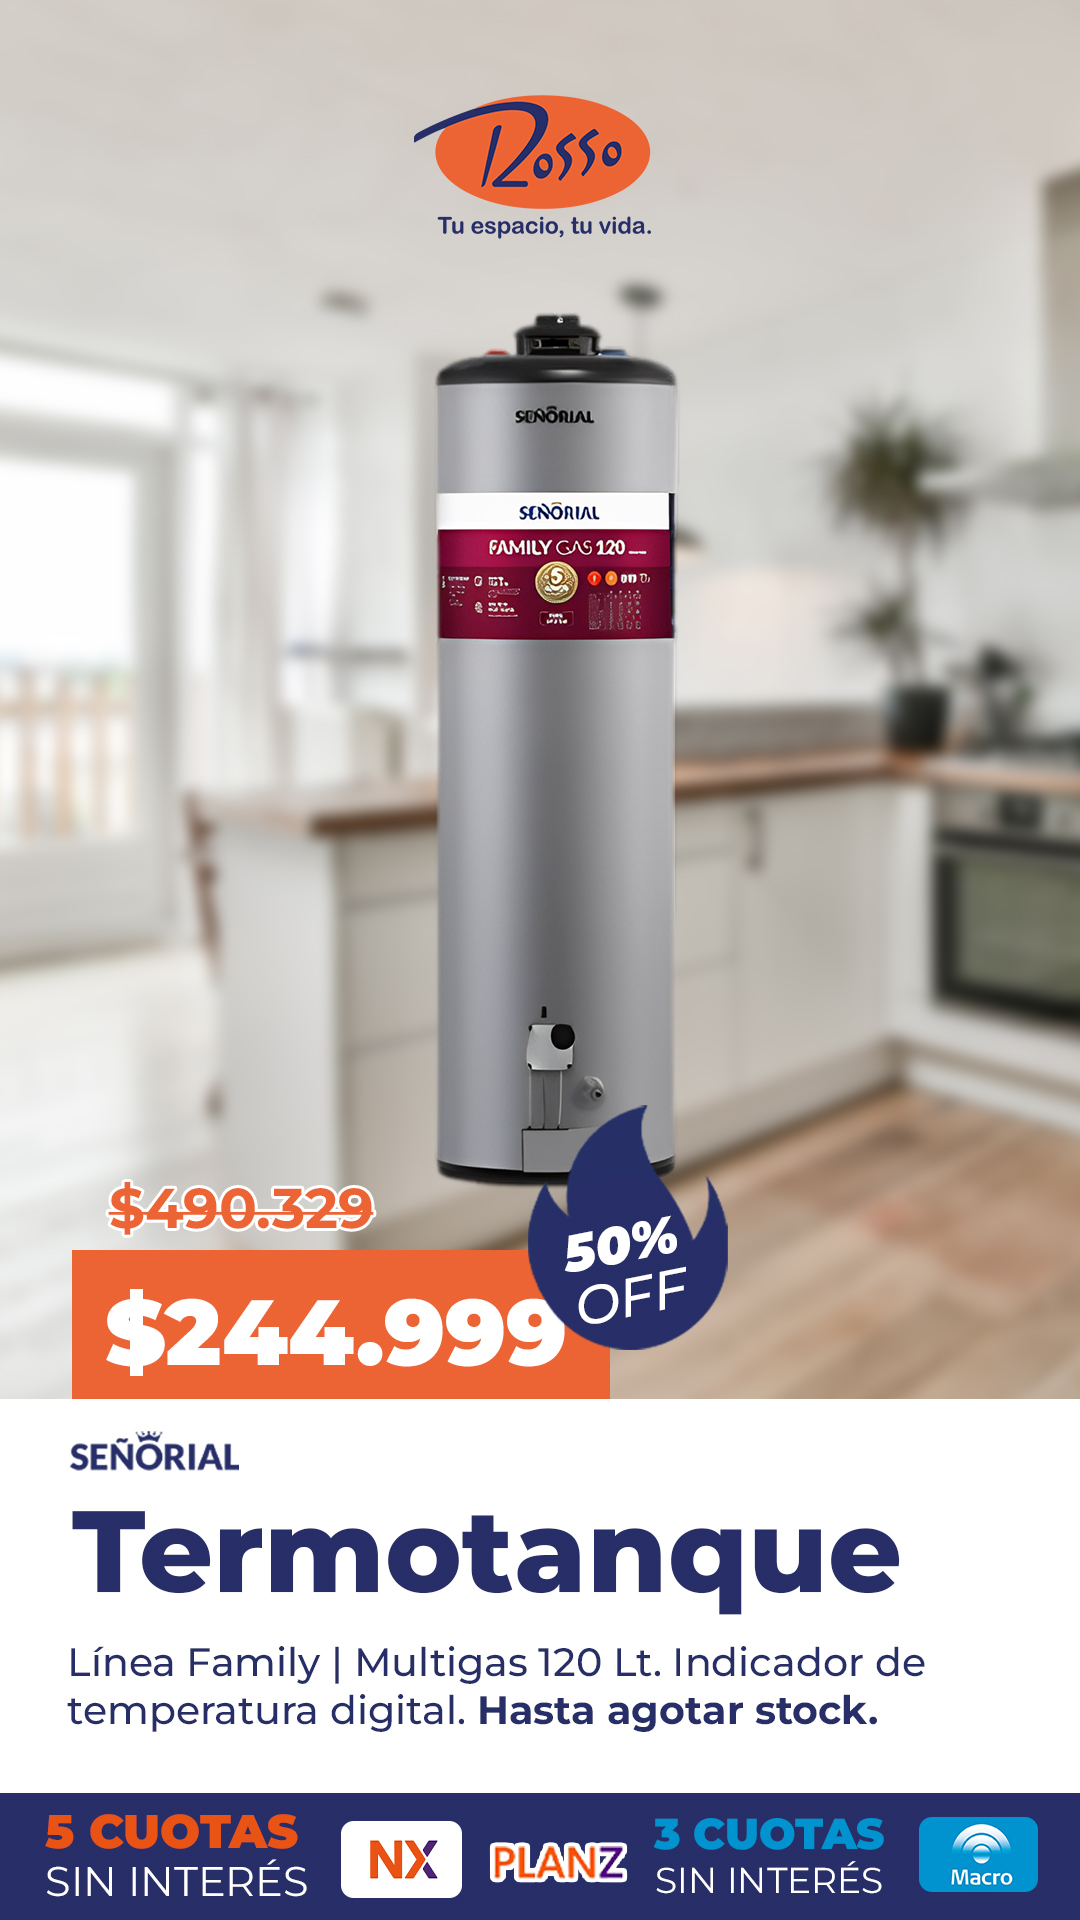 Rosso
Tu espacio, tu vida.
SEÑORIAL
SEÑORIAL
FAMILY GAS 120
5
$490.329
$244.999
50%
OFF
SEÑORIAL
Termotanque
Línea Family | Multigas 120 Lt. Indicador de
temperatura digital. Hasta agotar stock.
5 CUOTAS
SIN INTERÉS
NX
PLANZ
3 CUOTAS
SIN INTERÉS
Macro